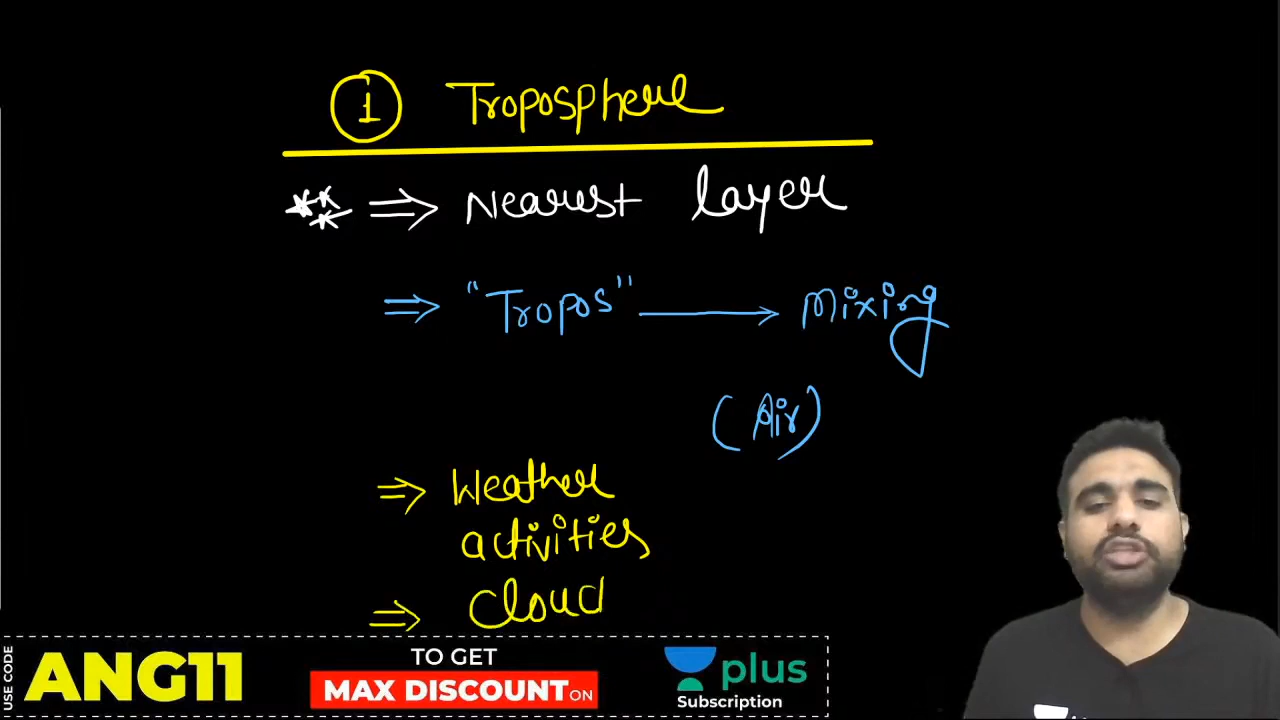 1 Troposphere
*** ⇒ Nearest layer
⇒ "Tropos" → Mixing
(Air)
⇒ Weather
activities
⇒ Cloud
USE CODE
ANG11
TO GET
MAX DISCOUNT ON
plus
Subscription